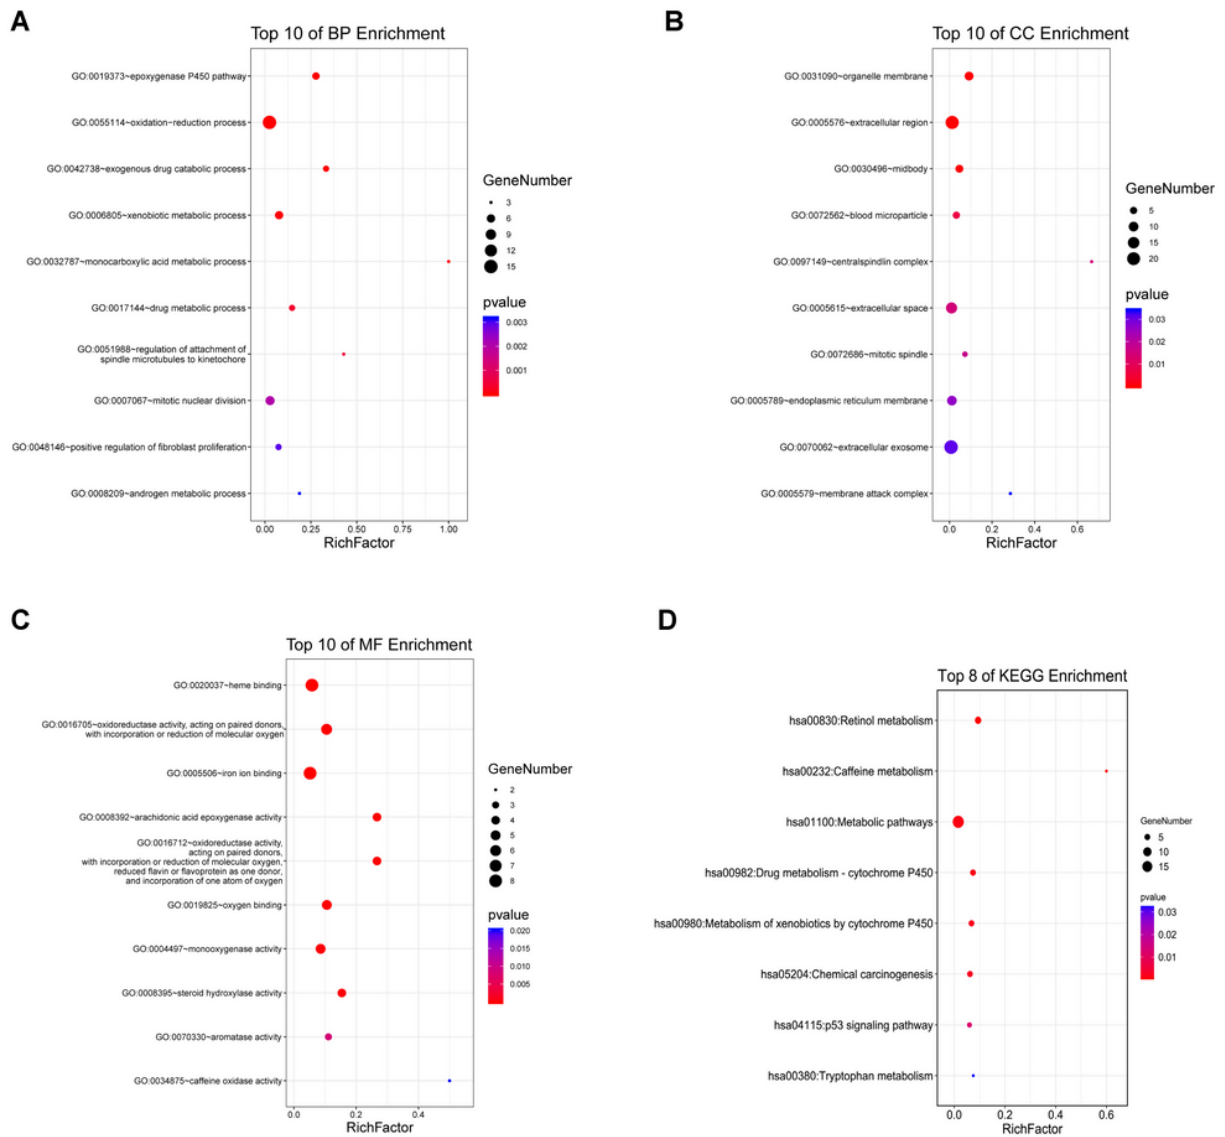 A
Top 10 of BP Enrichment
GO:0019373~epoxygenase P450 pathway
GO:0055114~oxidation−reduction process
GO:0042738~exogenous drug catabolic process
GO:0006805~xenobiotic metabolic process
GO:0032787~monocarboxylic acid metabolic process
GO:0017144~drug metabolic process
GO:0051988~regulation of attachment of
spindle microtubules to kinetochore
GO:0007067~mitotic nuclear division
GO:0048146~positive regulation of fibroblast proliferation
GO:0008209~androgen metabolic process
0.00 0.25 0.50 0.75 1.00
RichFactor
GeneNumber
3
6
9
12
15
pvalue
0.003
0.002
0.001
B
Top 10 of CC Enrichment
GO:0031090~organelle membrane
GO:0005576~extracellular region
GO:0030496~midbody
GO:0072562~blood microparticle
GO:0097149~centralspindlin complex
GO:0005615~extracellular space
GO:0072686~mitotic spindle
GO:0005789~endoplasmic reticulum membrane
GO:0070062~extracellular exosome
GO:0005579~membrane attack complex
0.0 0.2 0.4 0.6
RichFactor
GeneNumber
5
10
15
20
pvalue
0.03
0.02
0.01
C
Top 10 of MF Enrichment
GO:0020037~heme binding
GO:0016705~oxidoreductase activity, acting on paired donors,
with incorporation or reduction of molecular oxygen
GO:0005506~iron ion binding
GO:0008392~arachidonic acid epoxygenase activity
GO:0016712~oxidoreductase activity,
acting on paired donors,
with incorporation or reduction of molecular oxygen,
reduced flavin or flavoprotein as one donor,
and incorporation of one atom of oxygen
GO:0019825~oxygen binding
GO:0004497~monooxygenase activity
GO:0008395~steroid hydroxylase activity
GO:0070330~aromatase activity
GO:0034875~caffeine oxidase activity
0.0 0.2 0.4
RichFactor
GeneNumber
2
3
4
5
6
7
8
pvalue
0.020
0.015
0.010
0.005
D
Top 8 of KEGG Enrichment
hsa00830:Retinol metabolism
hsa00232:Caffeine metabolism
hsa01100:Metabolic pathways
hsa00982:Drug metabolism - cytochrome P450
hsa00980:Metabolism of xenobiotics by cytochrome P450
hsa05204:Chemical carcinogenesis
hsa04115:p53 signaling pathway
hsa00380:Tryptophan metabolism
0.0 0.2 0.4 0.6
RichFactor
GeneNumber
5
10
15
pvalue
0.03
0.02
0.01